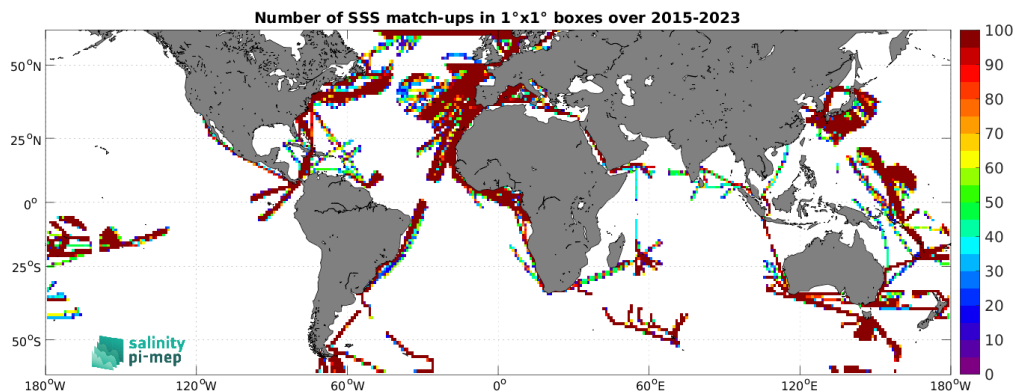 Number of SSS match-ups in 1°x1° boxes over 2015-2023
50°N
25°N
0°
25°S
50°S
180°W
120°W
60°W
0°
60°E
120°E
180°W
100
90
80
70
60
50
40
30
20
10
0
salinity
pi-mep